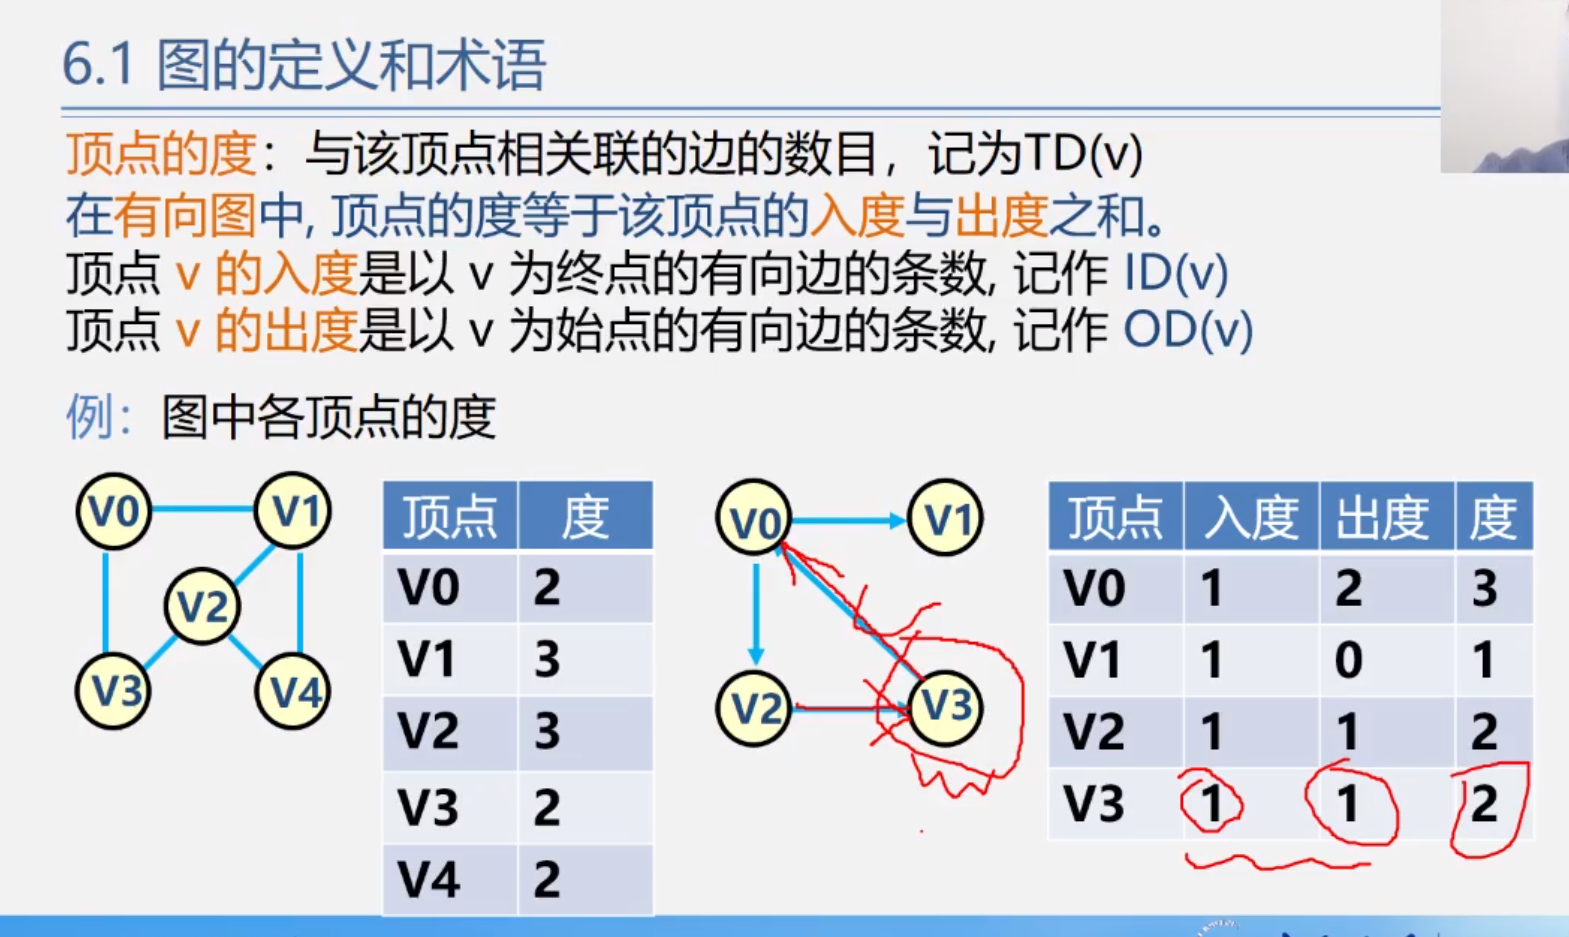 6.1 图的定义和术语
顶点的度：与该顶点相关联的边的数目，记为TD(v)
在有向图中, 顶点的度等于该顶点的入度与出度之和。
顶点 v 的入度是以 v 为终点的有向边的条数, 记作 ID(v)
顶点 v 的出度是以 v 为始点的有向边的条数, 记作 OD(v)
例：图中各顶点的度
V0 V1
V2
V3 V4
顶点 度
V0 2
V1 3
V2 3
V3 2
V4 2
V0 V1
V2 V3
顶点 入度 出度 度
V0 1 2 3
V1 1 0 1
V2 1 1 2
V3 1 1 2